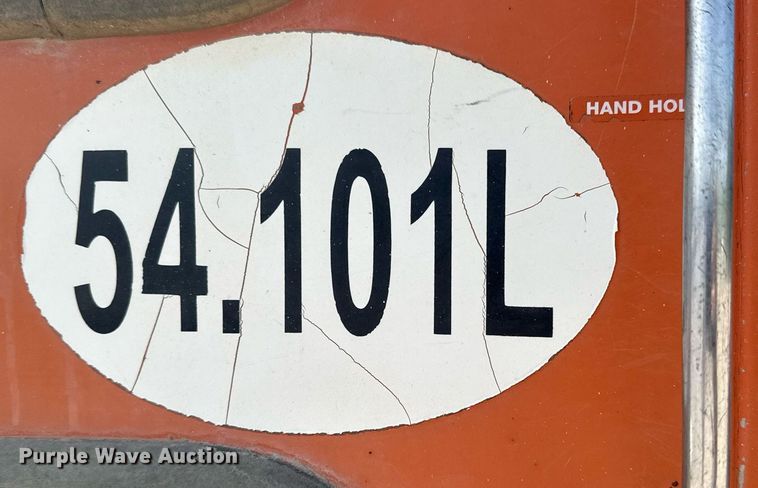 HAND HOL
54.101L
Purple Wave Auction